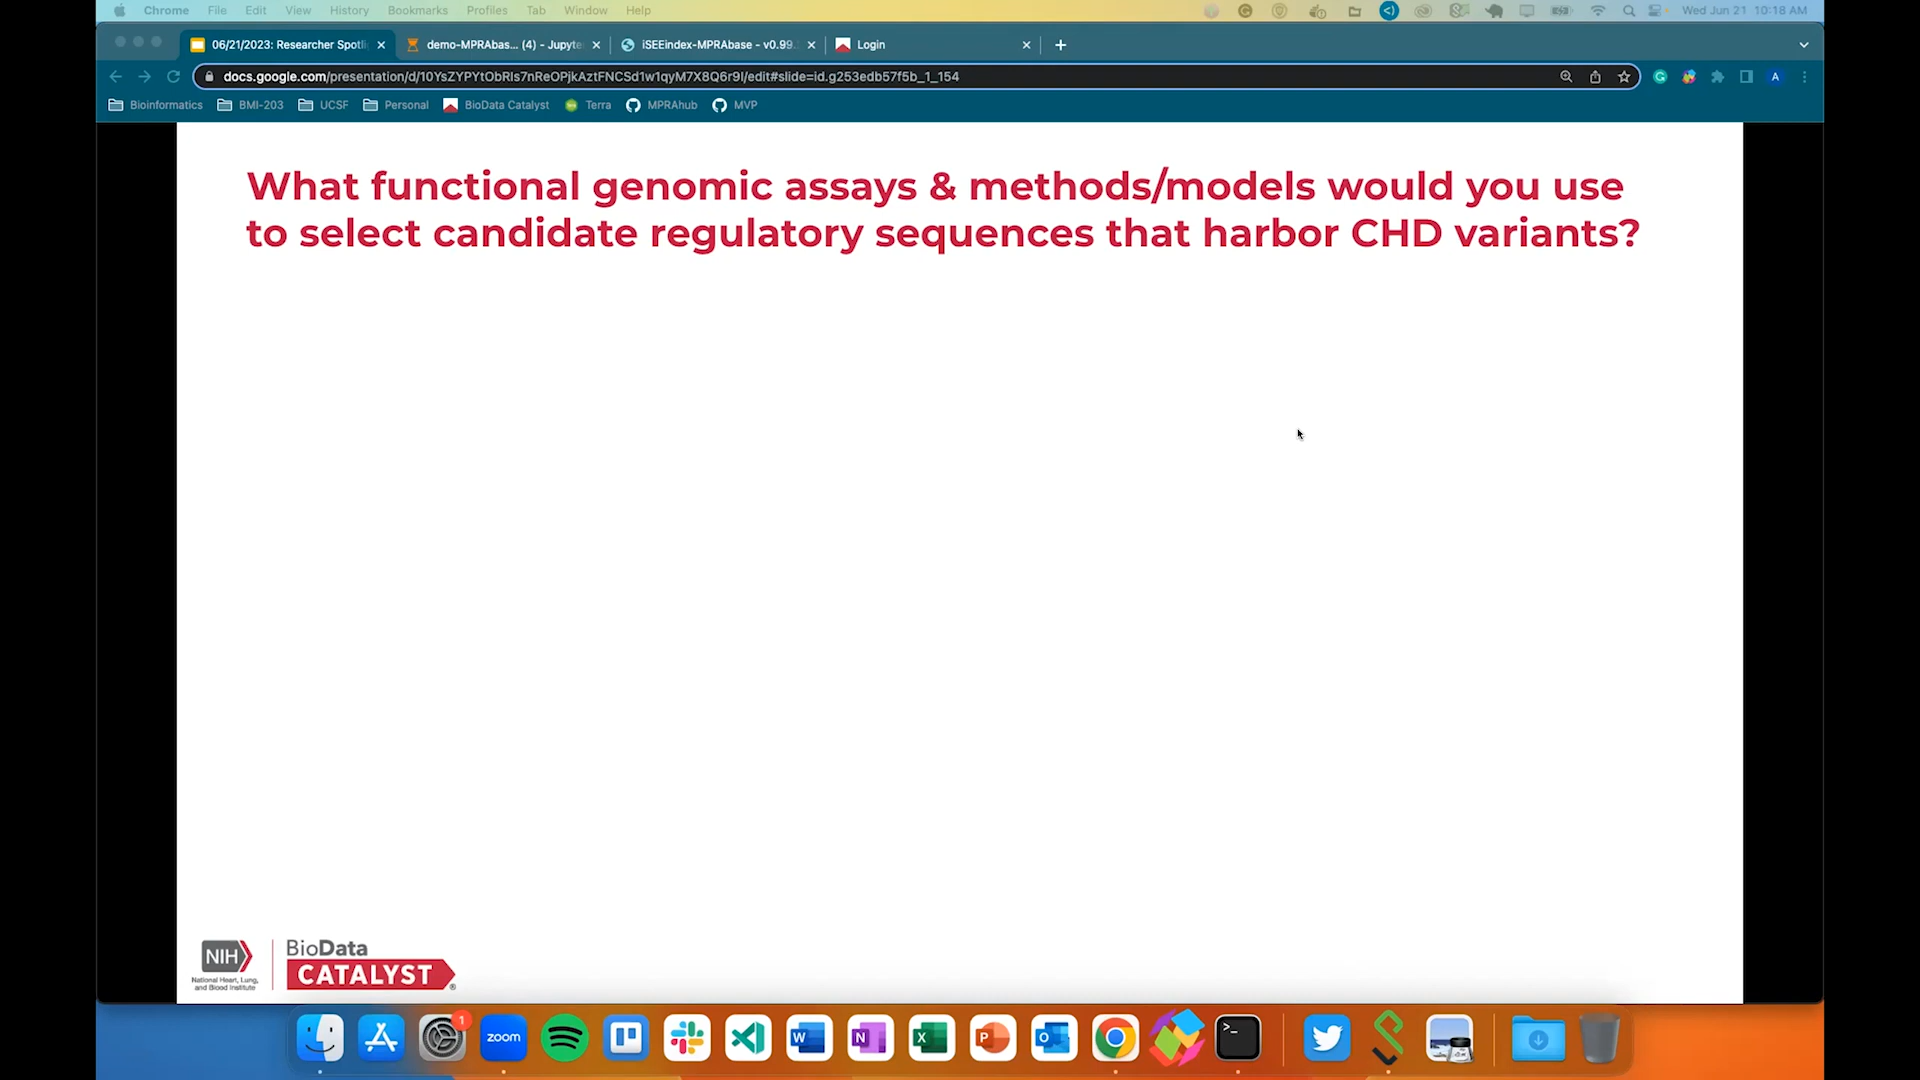 Chrome File Edit View History Bookmarks Profiles Tab Window Help Wed Jun 21 10:18 AM
06/21/2023: Researcher Spotli demo-MPRAbas... (4) - Jupyte iSEEindex-MPRAbase - v0.99. Login
docs.google.com/presentation/d/10YsZYPYtObRIs7nReOPjkAztFNCSd1w1qyM7X8Q6r9I/edit#slide=id.g253edb57f5b_1_154 A
Bioinformatics BMI-203 UCSF Personal BioData Catalyst Terra MPRAhub MVP
What functional genomic assays & methods/models would you use
to select candidate regulatory sequences that harbor CHD variants?
NIH
National Heart, Lung,
and Blood Institute
BioData
CATALYST®
1
zoom W N X P O >_